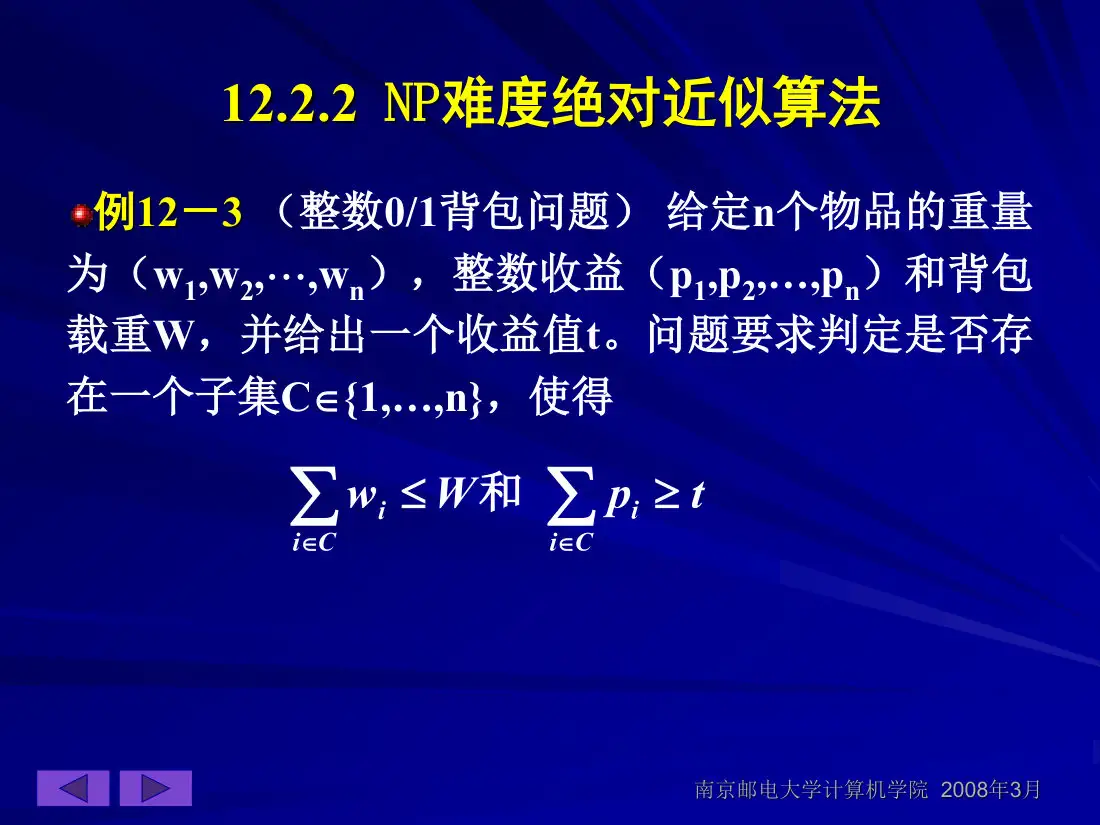 12.2.2 NP难度绝对近似算法
例12－3 （整数0/1背包问题） 给定n个物品的重量
为（w1,w2,⋯,wn），整数收益（p1,p2,…,pn）和背包
载重W，并给出一个收益值t。问题要求判定是否存
在一个子集C∈{1,…,n}，使得
∑i∈C wi ≤ W和 ∑i∈C pi ≥ t
南京邮电大学计算机学院 2008年3月